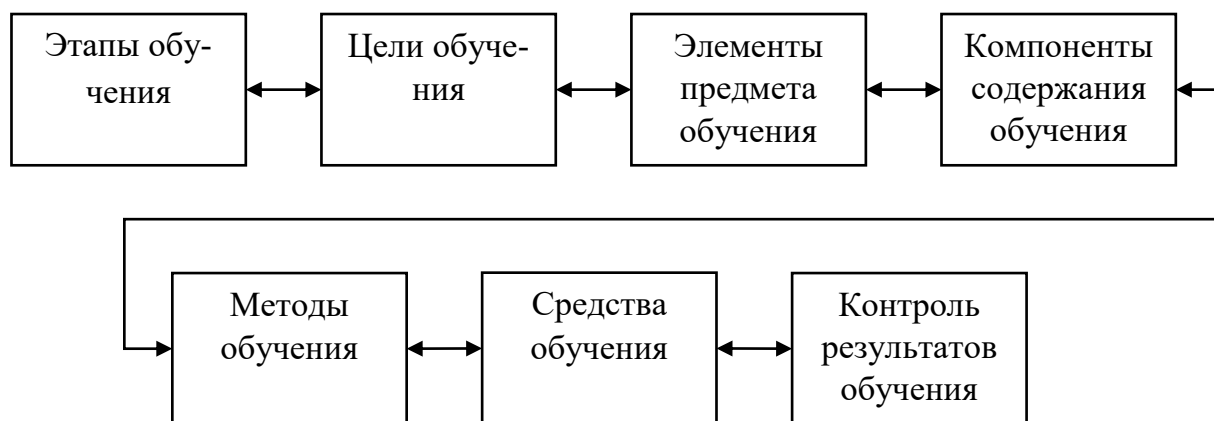 Этапы обу-
чения
Цели обуче-
ния
Элементы
предмета
обучения
Компоненты
содержания
обучения
Методы
обучения
Средства
обучения
Контроль
результатов
обучения